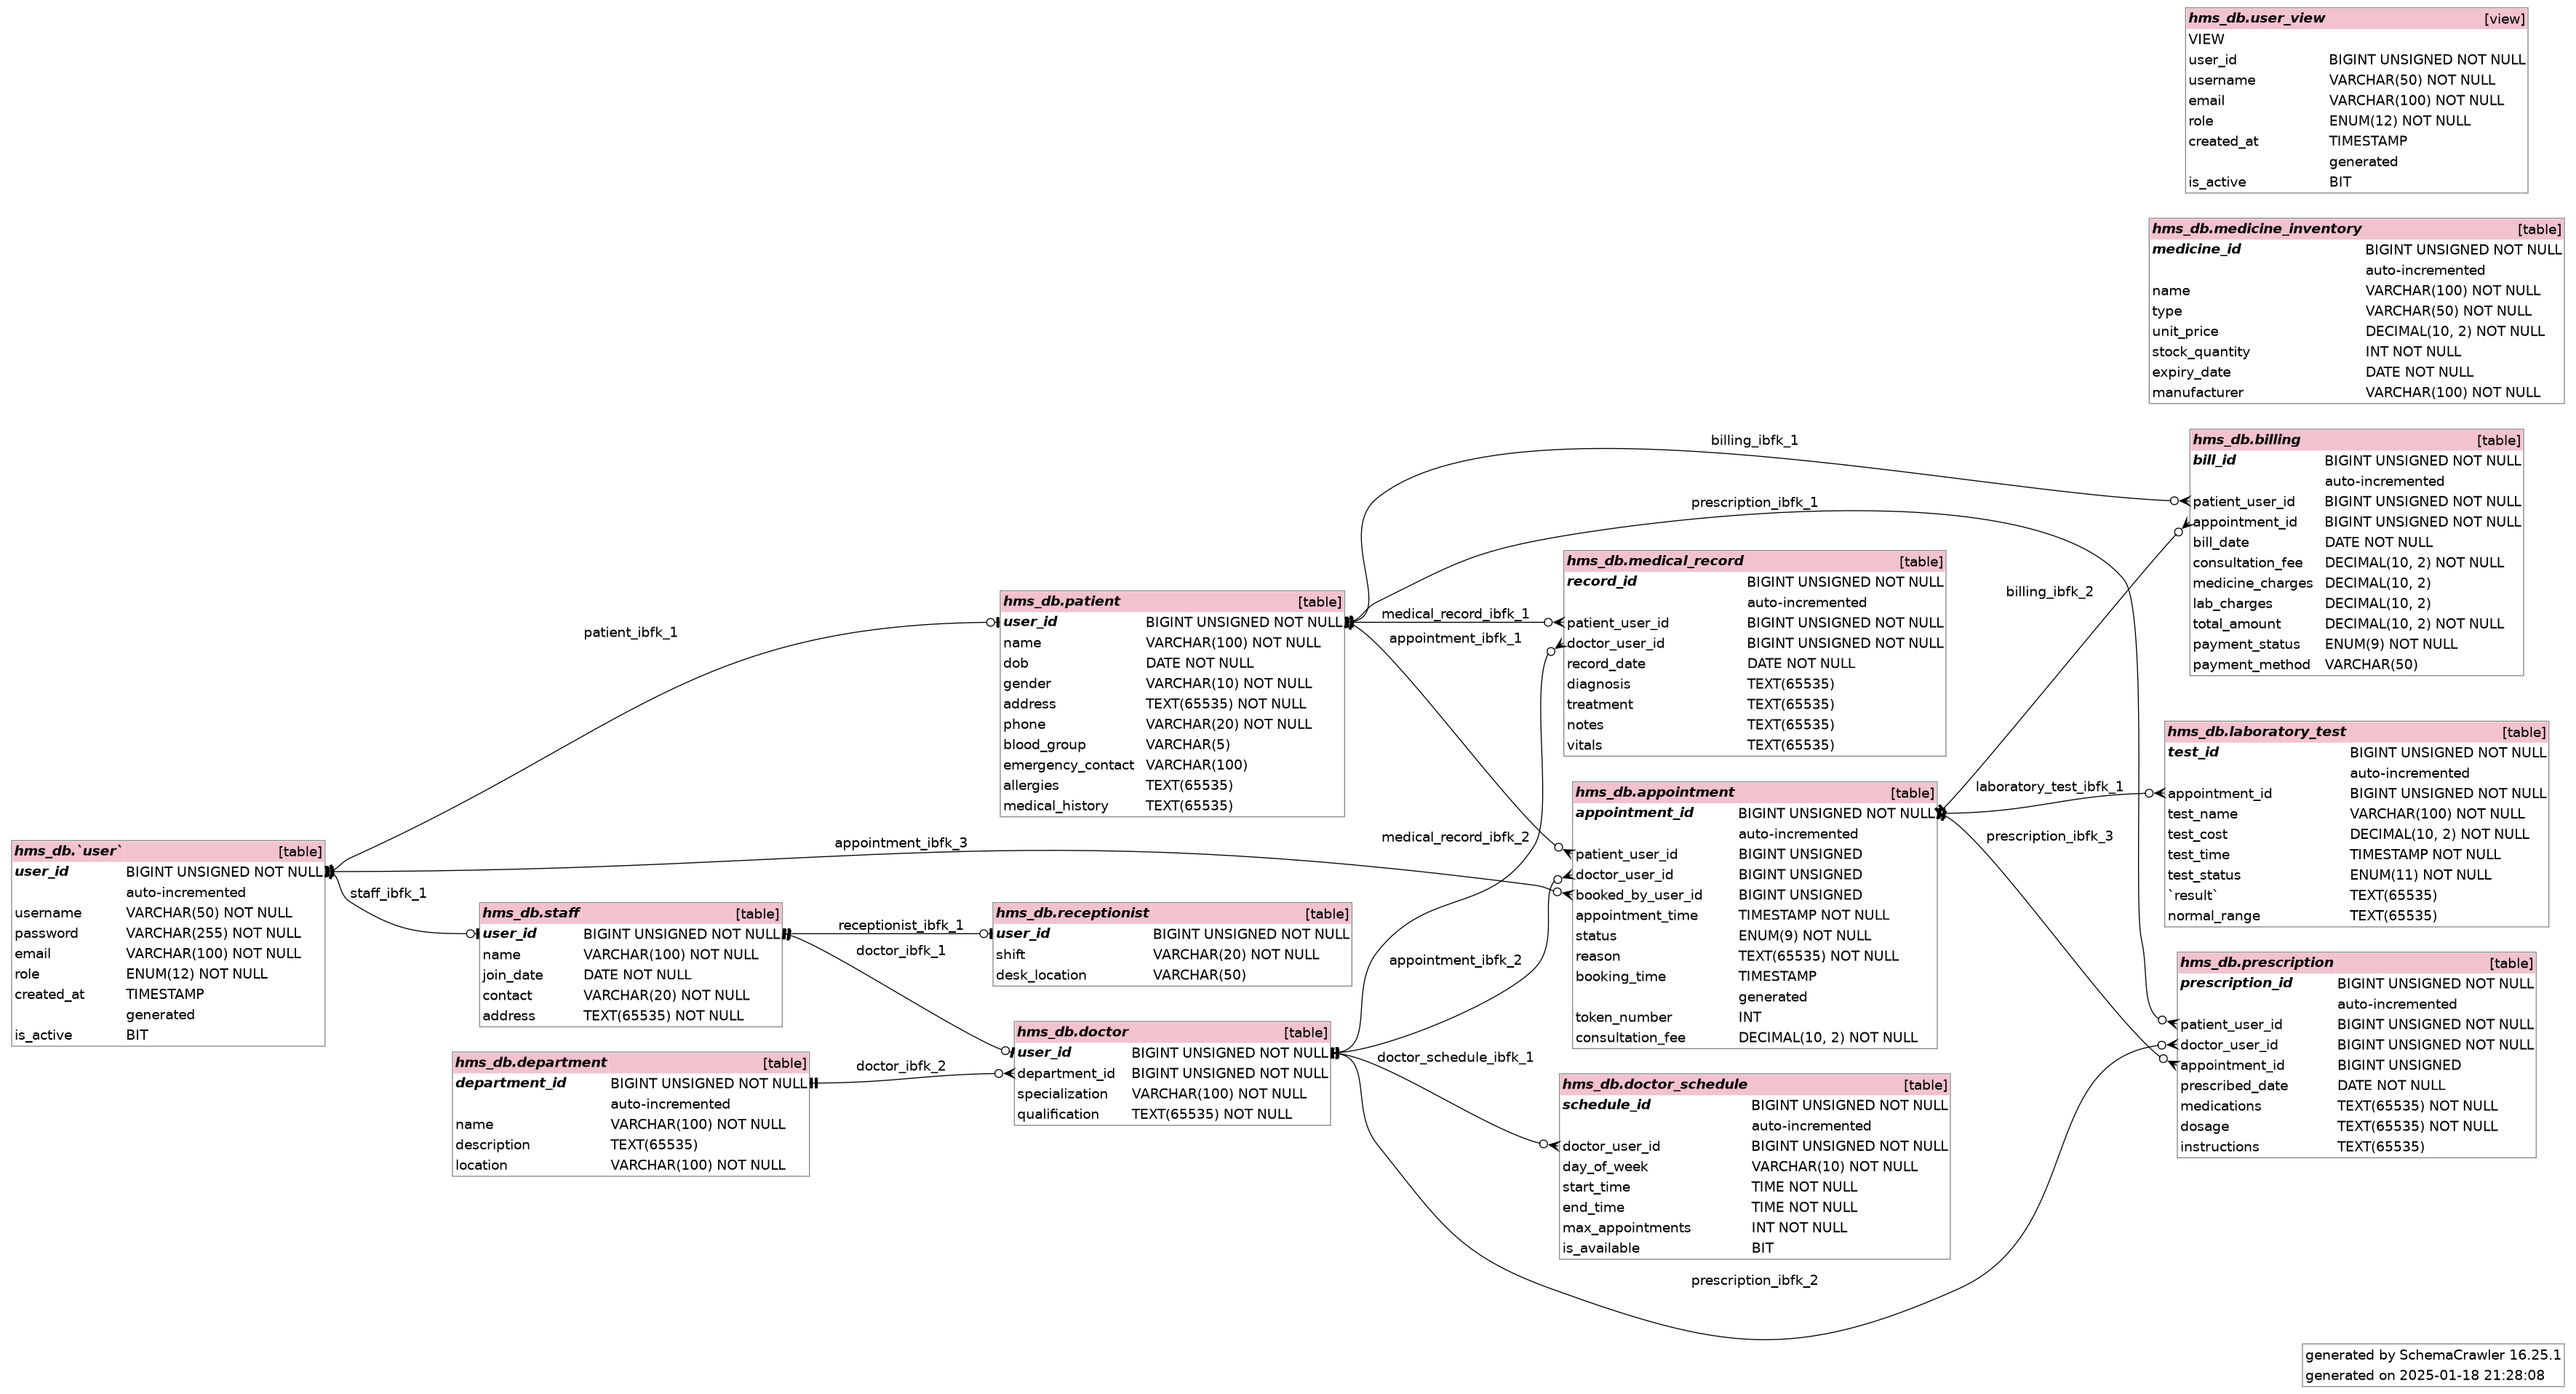 hms_db.user_view [view]
VIEW
user_id BIGINT UNSIGNED NOT NULL
username VARCHAR(50) NOT NULL
email VARCHAR(100) NOT NULL
role ENUM(12) NOT NULL
created_at TIMESTAMP
generated
is_active BIT
hms_db.medicine_inventory [table]
medicine_id BIGINT UNSIGNED NOT NULL
auto-incremented
name VARCHAR(100) NOT NULL
type VARCHAR(50) NOT NULL
unit_price DECIMAL(10, 2) NOT NULL
stock_quantity INT NOT NULL
expiry_date DATE NOT NULL
manufacturer VARCHAR(100) NOT NULL
hms_db.billing [table]
bill_id BIGINT UNSIGNED NOT NULL
auto-incremented
patient_user_id BIGINT UNSIGNED NOT NULL
appointment_id BIGINT UNSIGNED NOT NULL
bill_date DATE NOT NULL
consultation_fee DECIMAL(10, 2) NOT NULL
medicine_charges DECIMAL(10, 2)
lab_charges DECIMAL(10, 2)
total_amount DECIMAL(10, 2) NOT NULL
payment_status ENUM(9) NOT NULL
payment_method VARCHAR(50)
billing_ibfk_1
prescription_ibfk_1
billing_ibfk_2
hms_db.medical_record [table]
record_id BIGINT UNSIGNED NOT NULL
auto-incremented
patient_user_id BIGINT UNSIGNED NOT NULL
doctor_user_id BIGINT UNSIGNED NOT NULL
record_date DATE NOT NULL
diagnosis TEXT(65535)
treatment TEXT(65535)
notes TEXT(65535)
vitals TEXT(65535)
hms_db.patient [table]
user_id BIGINT UNSIGNED NOT NULL
name VARCHAR(100) NOT NULL
dob DATE NOT NULL
gender VARCHAR(10) NOT NULL
address TEXT(65535) NOT NULL
phone VARCHAR(20) NOT NULL
blood_group VARCHAR(5)
emergency_contact VARCHAR(100)
allergies TEXT(65535)
medical_history TEXT(65535)
medical_record_ibfk_1
appointment_ibfk_1
patient_ibfk_1
hms_db.laboratory_test [table]
test_id BIGINT UNSIGNED NOT NULL
auto-incremented
appointment_id BIGINT UNSIGNED NOT NULL
test_name VARCHAR(100) NOT NULL
test_cost DECIMAL(10, 2) NOT NULL
test_time TIMESTAMP NOT NULL
test_status ENUM(11) NOT NULL
`result` TEXT(65535)
normal_range TEXT(65535)
laboratory_test_ibfk_1
prescription_ibfk_3
hms_db.appointment [table]
appointment_id BIGINT UNSIGNED NOT NULL
auto-incremented
patient_user_id BIGINT UNSIGNED
doctor_user_id BIGINT UNSIGNED
booked_by_user_id BIGINT UNSIGNED
appointment_time TIMESTAMP NOT NULL
status ENUM(9) NOT NULL
reason TEXT(65535) NOT NULL
booking_time TIMESTAMP
generated
token_number INT
consultation_fee DECIMAL(10, 2) NOT NULL
medical_record_ibfk_2
appointment_ibfk_3
hms_db.`user` [table]
user_id BIGINT UNSIGNED NOT NULL
auto-incremented
username VARCHAR(50) NOT NULL
password VARCHAR(255) NOT NULL
email VARCHAR(100) NOT NULL
role ENUM(12) NOT NULL
created_at TIMESTAMP
generated
is_active BIT
staff_ibfk_1
hms_db.staff [table]
user_id BIGINT UNSIGNED NOT NULL
name VARCHAR(100) NOT NULL
join_date DATE NOT NULL
contact VARCHAR(20) NOT NULL
address TEXT(65535) NOT NULL
receptionist_ibfk_1
doctor_ibfk_1
hms_db.receptionist [table]
user_id BIGINT UNSIGNED NOT NULL
shift VARCHAR(20) NOT NULL
desk_location VARCHAR(50)
appointment_ibfk_2
hms_db.prescription [table]
prescription_id BIGINT UNSIGNED NOT NULL
auto-incremented
patient_user_id BIGINT UNSIGNED NOT NULL
doctor_user_id BIGINT UNSIGNED NOT NULL
appointment_id BIGINT UNSIGNED
prescribed_date DATE NOT NULL
medications TEXT(65535) NOT NULL
dosage TEXT(65535) NOT NULL
instructions TEXT(65535)
hms_db.doctor [table]
user_id BIGINT UNSIGNED NOT NULL
department_id BIGINT UNSIGNED NOT NULL
specialization VARCHAR(100) NOT NULL
qualification TEXT(65535) NOT NULL
hms_db.department [table]
department_id BIGINT UNSIGNED NOT NULL
auto-incremented
name VARCHAR(100) NOT NULL
description TEXT(65535)
location VARCHAR(100) NOT NULL
doctor_ibfk_2
doctor_schedule_ibfk_1
hms_db.doctor_schedule [table]
schedule_id BIGINT UNSIGNED NOT NULL
auto-incremented
doctor_user_id BIGINT UNSIGNED NOT NULL
day_of_week VARCHAR(10) NOT NULL
start_time TIME NOT NULL
end_time TIME NOT NULL
max_appointments INT NOT NULL
is_available BIT
prescription_ibfk_2
generated by SchemaCrawler 16.25.1
generated on 2025-01-18 21:28:08